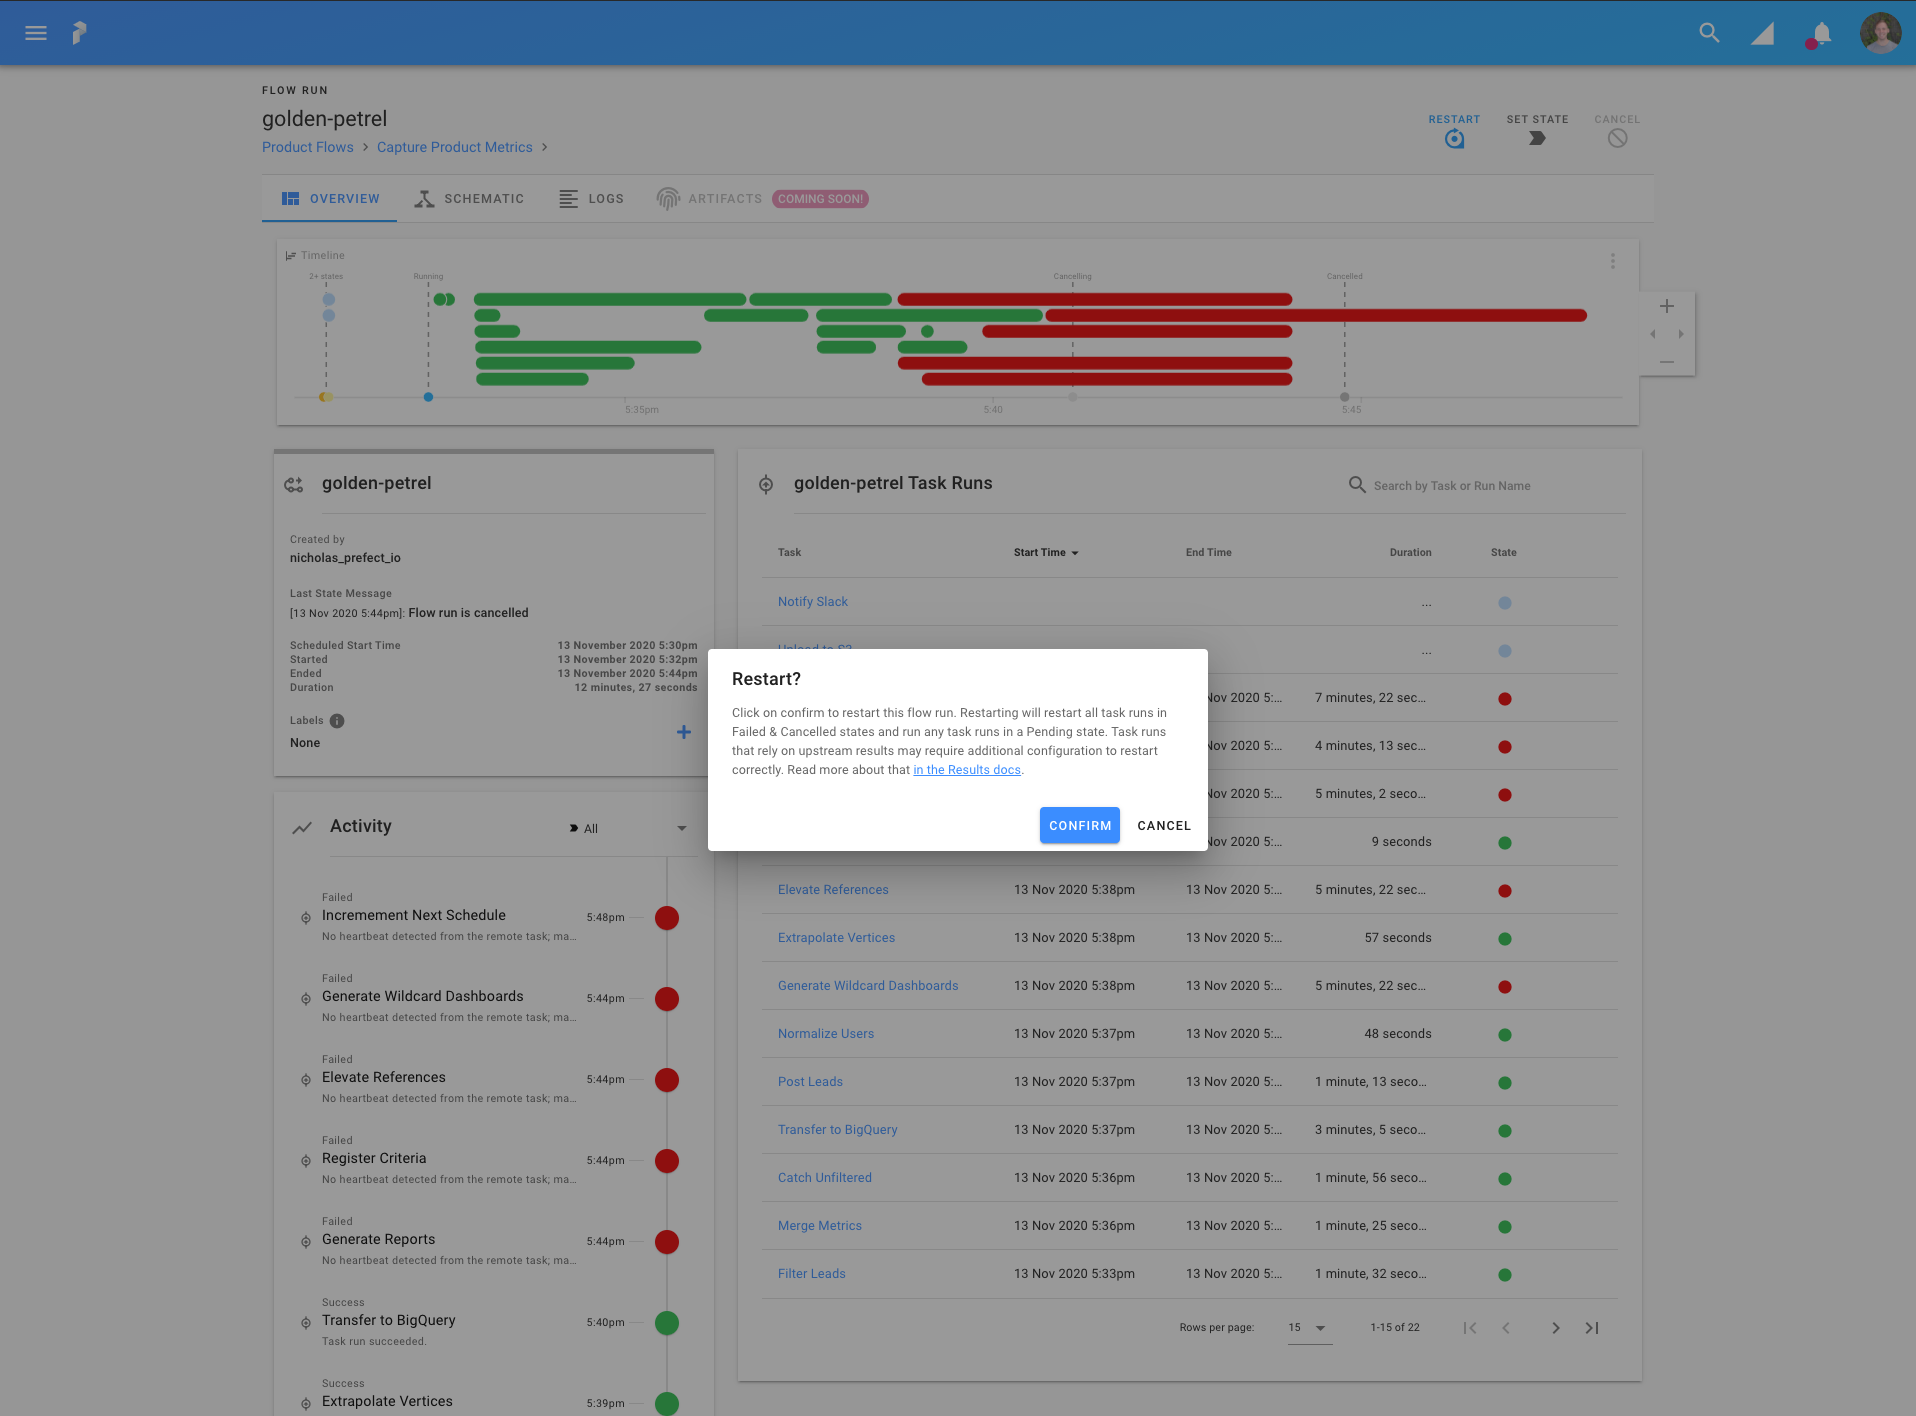 FLOW RUN
golden-petrel
Product Flows > Capture Product Metrics >
RESTART
SET STATE
CANCEL
OVERVIEW
SCHEMATIC
LOGS
ARTIFACTS
COMING SOON!
Timeline
2+ states
Running
Cancelling
Cancelled
5:35pm
5:40
5:45
golden-petrel
Created by
nicholas_prefect_io
Last State Message
[13 Nov 2020 5:44pm]: Flow run is cancelled
Scheduled Start Time 13 November 2020 5:30pm
Started 13 November 2020 5:32pm
Ended 13 November 2020 5:44pm
Duration 12 minutes, 27 seconds
Labels
None
Activity
All
Failed
Incremement Next Schedule 5:48pm
No heartbeat detected from the remote task; ma...
Failed
Generate Wildcard Dashboards 5:44pm
No heartbeat detected from the remote task; ma...
Failed
Elevate References 5:44pm
No heartbeat detected from the remote task; ma...
Failed
Register Criteria 5:44pm
No heartbeat detected from the remote task; ma...
Failed
Generate Reports 5:44pm
No heartbeat detected from the remote task; ma...
Success
Transfer to BigQuery 5:40pm
Task run succeeded.
Success
Extrapolate Vertices 5:39pm
golden-petrel Task Runs
Search by Task or Run Name
Task Start Time End Time Duration State
Notify Slack ...
Upload to S3 ...
Nov 2020 5:... 7 minutes, 22 sec...
Nov 2020 5:... 4 minutes, 13 sec...
Nov 2020 5:... 5 minutes, 2 seco...
Nov 2020 5:... 9 seconds
Elevate References 13 Nov 2020 5:38pm 13 Nov 2020 5:... 5 minutes, 22 sec...
Extrapolate Vertices 13 Nov 2020 5:38pm 13 Nov 2020 5:... 57 seconds
Generate Wildcard Dashboards 13 Nov 2020 5:38pm 13 Nov 2020 5:... 5 minutes, 22 sec...
Normalize Users 13 Nov 2020 5:37pm 13 Nov 2020 5:... 48 seconds
Post Leads 13 Nov 2020 5:37pm 13 Nov 2020 5:... 1 minute, 13 seco...
Transfer to BigQuery 13 Nov 2020 5:37pm 13 Nov 2020 5:... 3 minutes, 5 seco...
Catch Unfiltered 13 Nov 2020 5:36pm 13 Nov 2020 5:... 1 minute, 56 seco...
Merge Metrics 13 Nov 2020 5:36pm 13 Nov 2020 5:... 1 minute, 25 seco...
Filter Leads 13 Nov 2020 5:33pm 13 Nov 2020 5:... 1 minute, 32 seco...
Rows per page: 15 1-15 of 22
Restart?
Click on confirm to restart this flow run. Restarting will restart all task runs in
Failed & Cancelled states and run any task runs in a Pending state. Task runs
that rely on upstream results may require additional configuration to restart
correctly. Read more about that in the Results docs.
CONFIRM
CANCEL